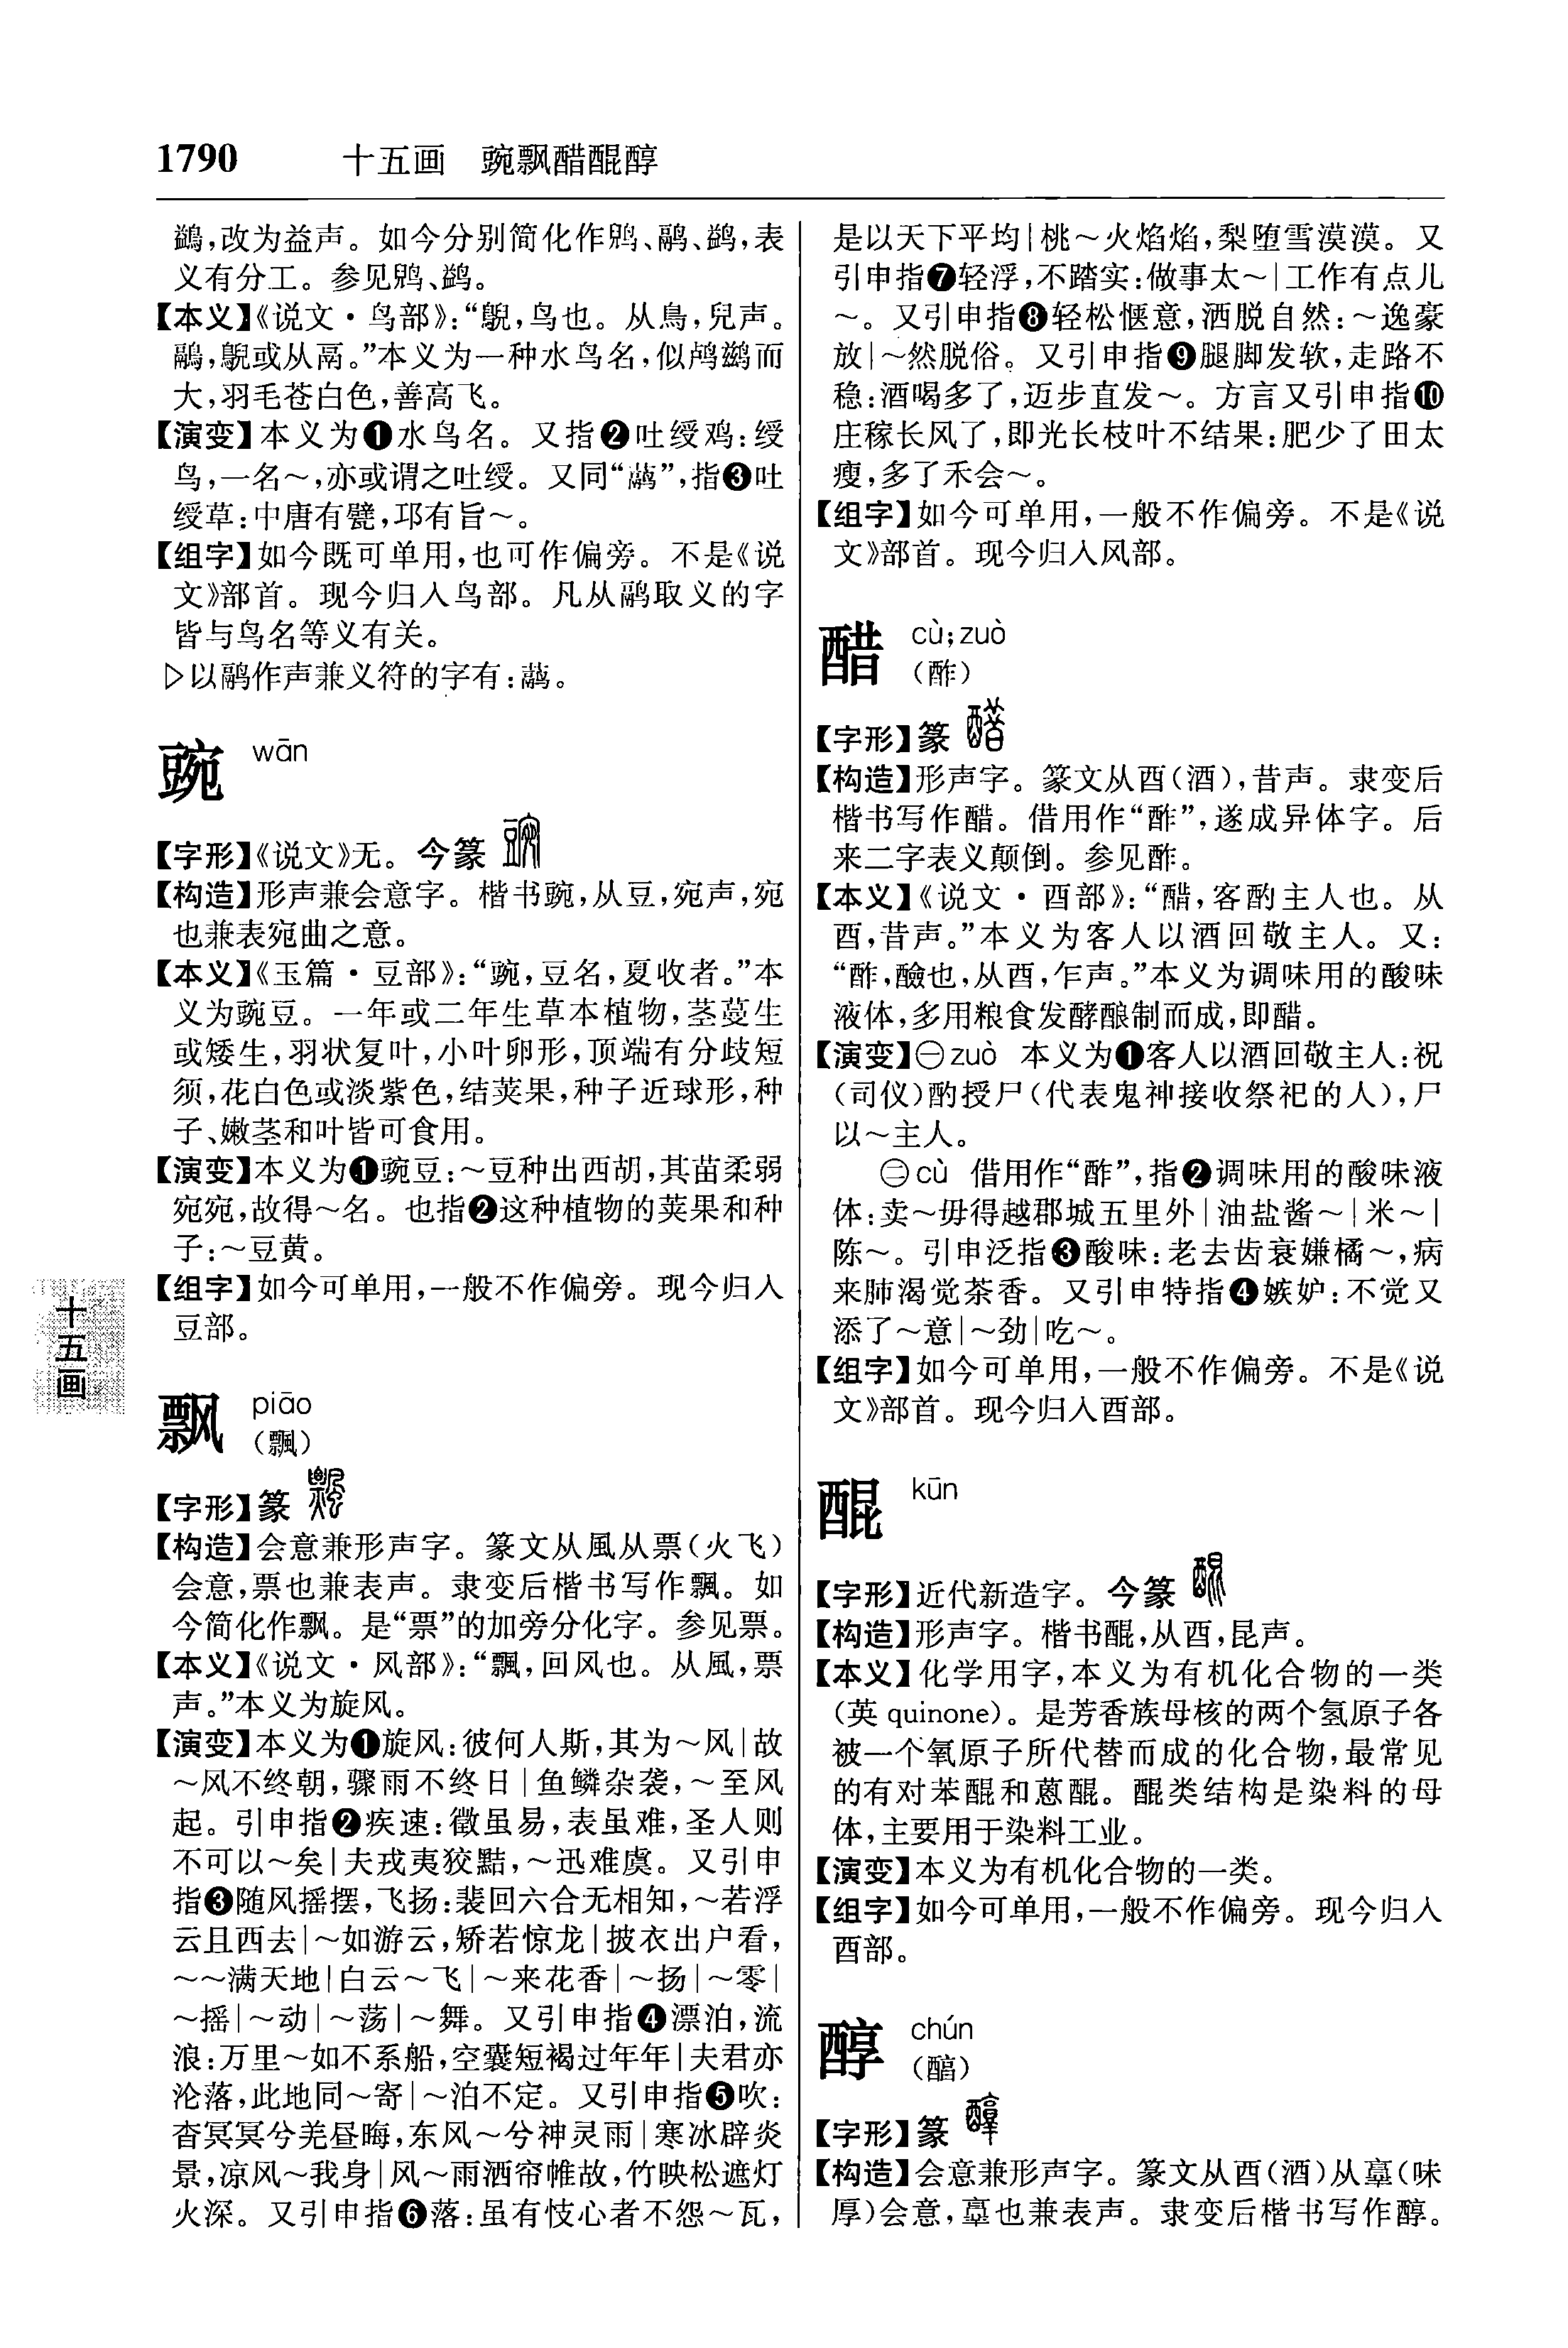 1790 十五画 豌飘醋醌醇
鷁,改为益声。如今分别简化作鶂、鹝、鹢,表
义有分工。参见鶂、鹢。
【本义】《说文·鸟部》:“鶃,鸟也。从鳥,兒声。
鷊,鶃或从鬲。”本义为一种水鸟名,似鸬鹚而
大,羽毛苍白色,善高飞。
【演变】本义为❶水鸟名。又指❷吐绶鸡:绶
鸟,一名～,亦或谓之吐绶。又同“虉”,指❸吐
绶草:中唐有甓,邛有旨～。
【组字】如今既可单用,也可作偏旁。不是《说
文》部首。现今归入鸟部。凡从鹝取义的字
皆与鸟名等义有关。
▷以鹝作声兼义符的字有:虉。
豌 wān
【字形】《说文》无。今篆
【构造】形声兼会意字。楷书豌,从豆,宛声,宛
也兼表宛曲之意。
【本义】《玉篇·豆部》:“豌,豆名,夏收者。”本
义为豌豆。一年或二年生草本植物,茎蔓生
或矮生,羽状复叶,小叶卵形,顶端有分歧短
须,花白色或淡紫色,结荚果,种子近球形,种
子、嫩茎和叶皆可食用。
【演变】本义为❶豌豆:～豆种出西胡,其苗柔弱
宛宛,故得～名。也指❷这种植物的荚果和种
子:～豆黄。
【组字】如今可单用,一般不作偏旁。现今归入
豆部。
飘 piāo
(飄)
【字形】篆
【构造】会意兼形声字。篆文从風从票(火飞)
会意,票也兼表声。隶变后楷书写作飄。如
今简化作飘。是“票”的加旁分化字。参见票。
【本义】《说文·风部》:“飄,回风也。从風,票
声。”本义为旋风。
【演变】本义为❶旋风:彼何人斯,其为～风|故
～风不终朝,骤雨不终日|鱼鳞杂袭,～至风
起。引申指❷疾速:徵虽易,表虽难,圣人则
不可以～矣|夫戎夷狡黠,～迅难虞。又引申
指❸随风摇摆,飞扬:裴回六合无相知,～若浮
云且西去|～如游云,矫若惊龙|披衣出户看,
～～满天地|白云～飞|～来花香|～扬|～零|
～摇|～动|～荡|～舞。又引申指❹漂泊,流
浪:万里～如不系船,空囊短褐过年年|夫君亦
沦落,此地同～寄|～泊不定。又引申指❺吹:
杳冥冥兮羌昼晦,东风～兮神灵雨|寒冰辟炎
景,凉风～我身|风～雨洒帘帷故,竹映松遮灯
火深。又引申指❻落:虽有忮心者不怨～瓦,
是以天下平均|桃～火焰焰,梨堕雪漠漠。又
引申指❼轻浮,不踏实:做事太～|工作有点儿
～。又引申指❽轻松惬意,洒脱自然:～逸豪
放|～然脱俗。又引申指❾腿脚发软,走路不
稳:酒喝多了,迈步直发～。方言又引申指❿
庄稼长风了,即光长枝叶不结果:肥少了田太
瘦,多了禾会～。
【组字】如今可单用,一般不作偏旁。不是《说
文》部首。现今归入风部。
醋 cù;zuò
(酢)
【字形】篆
【构造】形声字。篆文从酉(酒),昔声。隶变后
楷书写作醋。借用作“酢”,遂成异体字。后
来二字表义颠倒。参见酢。
【本义】《说文·酉部》:“醋,客酌主人也。从
酉,昔声。”本义为客人以酒回敬主人。又:
“酢,醶也,从酉,乍声。”本义为调味用的酸味
液体,多用粮食发酵酿制而成,即醋。
【演变】㊀zuò 本义为❶客人以酒回敬主人:祝
(司仪)酌授尸(代表鬼神接收祭祀的人),尸
以～主人。
㊁cù 借用作“酢”,指❷调味用的酸味液
体:卖～毋得越郡城五里外|油盐酱～|米～|
陈～。引申泛指❸酸味:老去齿衰嫌橘～,病
来肺渴觉茶香。又引申特指❹嫉妒:不觉又
添了～意|～劲|吃～。
【组字】如今可单用,一般不作偏旁。不是《说
文》部首。现今归入酉部。
醌 kūn
【字形】近代新造字。今篆
【构造】形声字。楷书醌,从酉,昆声。
【本义】化学用字,本义为有机化合物的一类
(英 quinone)。是芳香族母核的两个氢原子各
被一个氧原子所代替而成的化合物,最常见
的有对苯醌和蒽醌。醌类结构是染料的母
体,主要用于染料工业。
【演变】本义为有机化合物的一类。
【组字】如今可单用,一般不作偏旁。现今归入
酉部。
醇 chún
(醕)
【字形】篆
【构造】会意兼形声字。篆文从酉(酒)从𦎫(味
厚)会意,𦎫也兼表声。隶变后楷书写作醇。
十五画